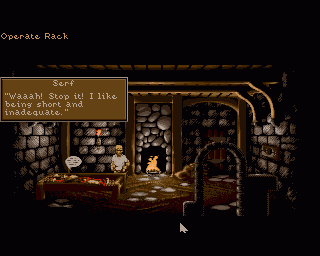 Operate Rack
Serf
"Waaah! Stop it! I like
being short and
inadequate."